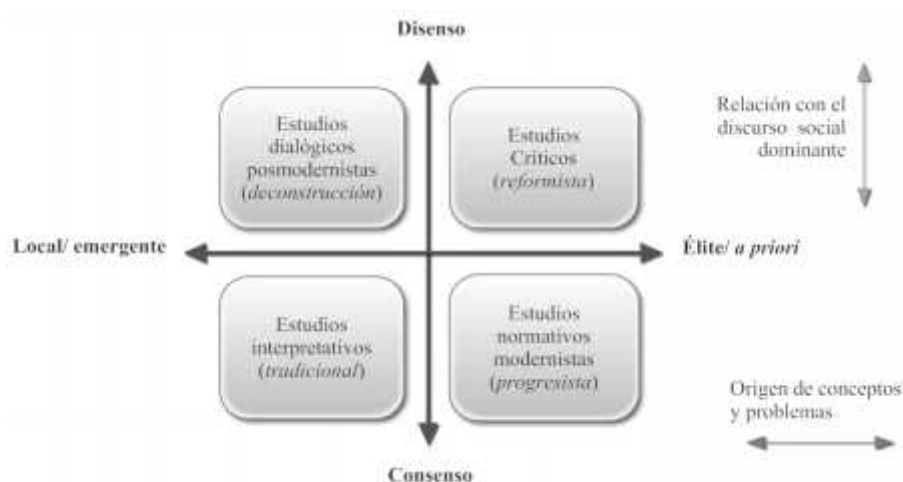 Disenso
Estudios
dialógicos
posmodernistas
(deconstrucción)
Estudios
Críticos
(reformista)
Relación con el
discurso social
dominante
Local/ emergente
Élite/ a priori
Estudios
interpretativos
(tradicional)
Estudios
normativos
modernistas
(progresista)
Origen de conceptos
y problemas
Consenso